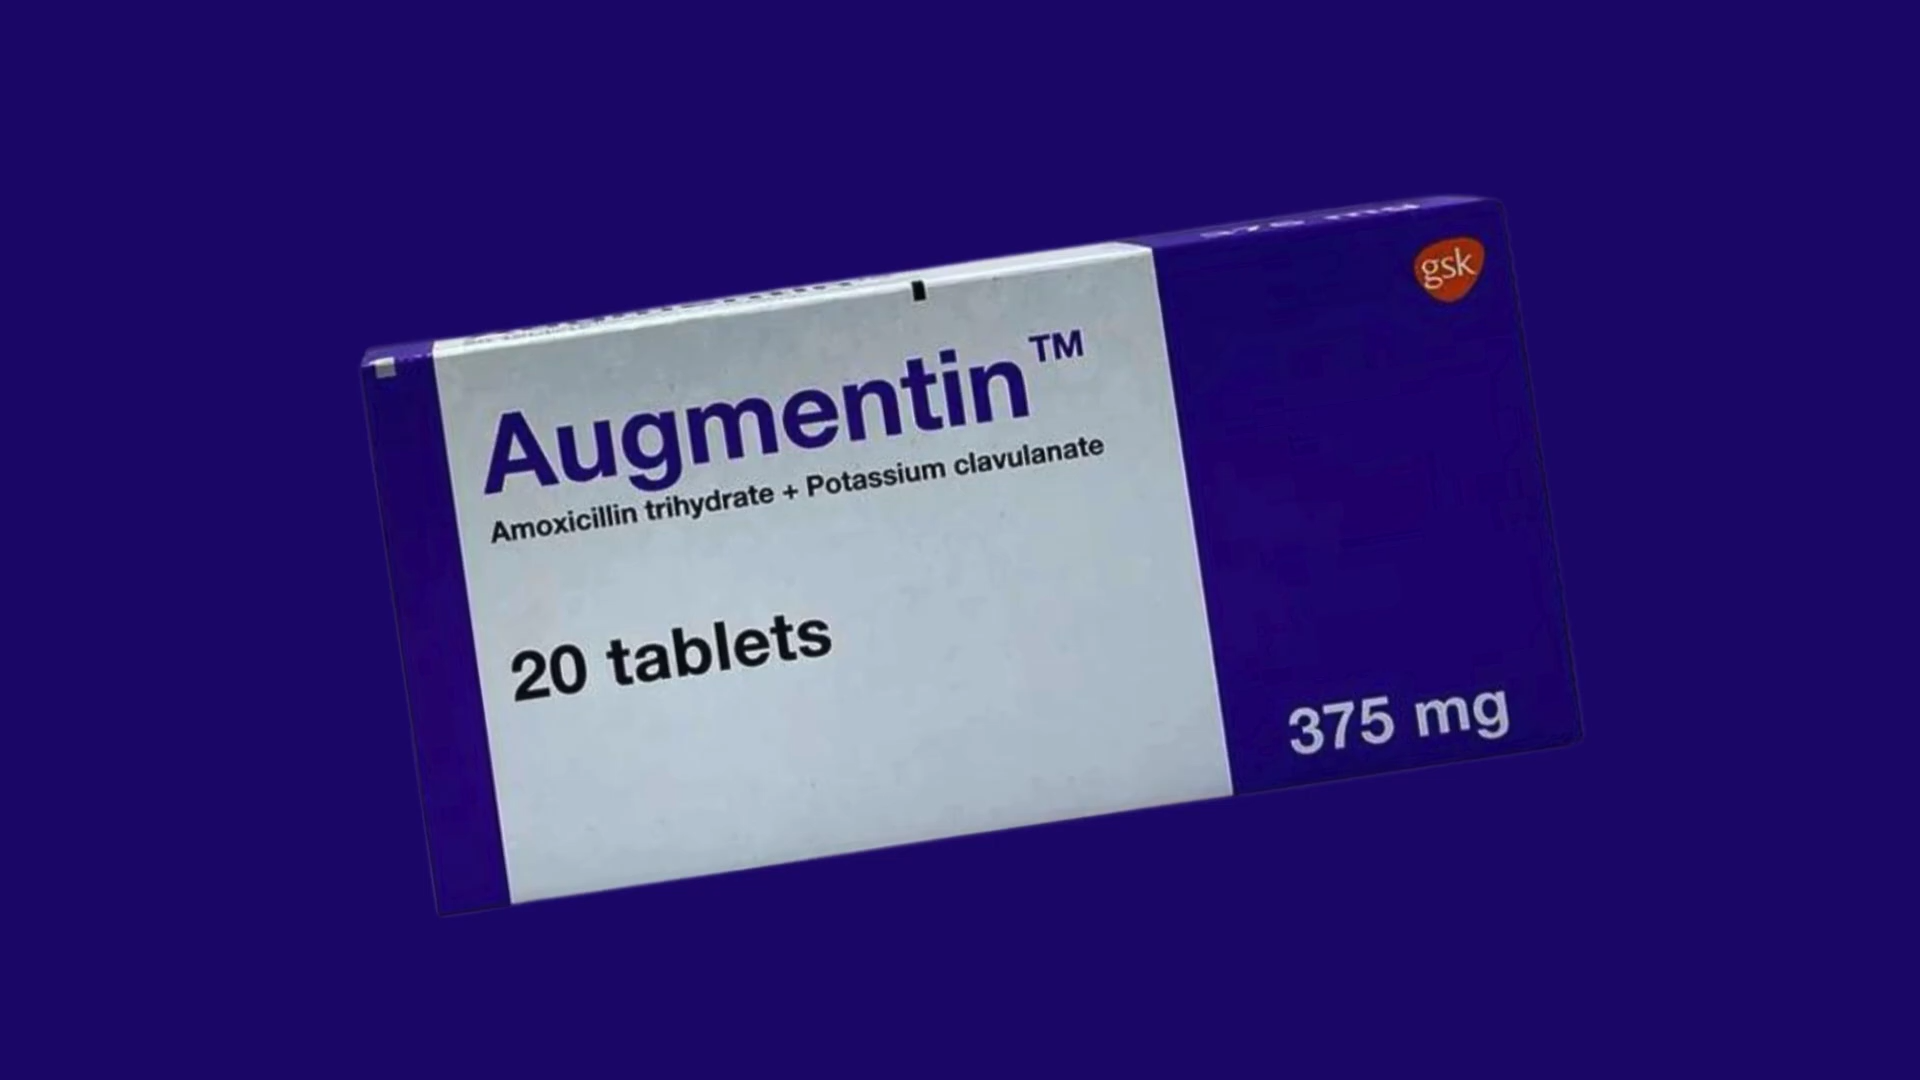 gsk
Augmentin™
Amoxicillin trihydrate + Potassium clavulanate
20 tablets
375 mg